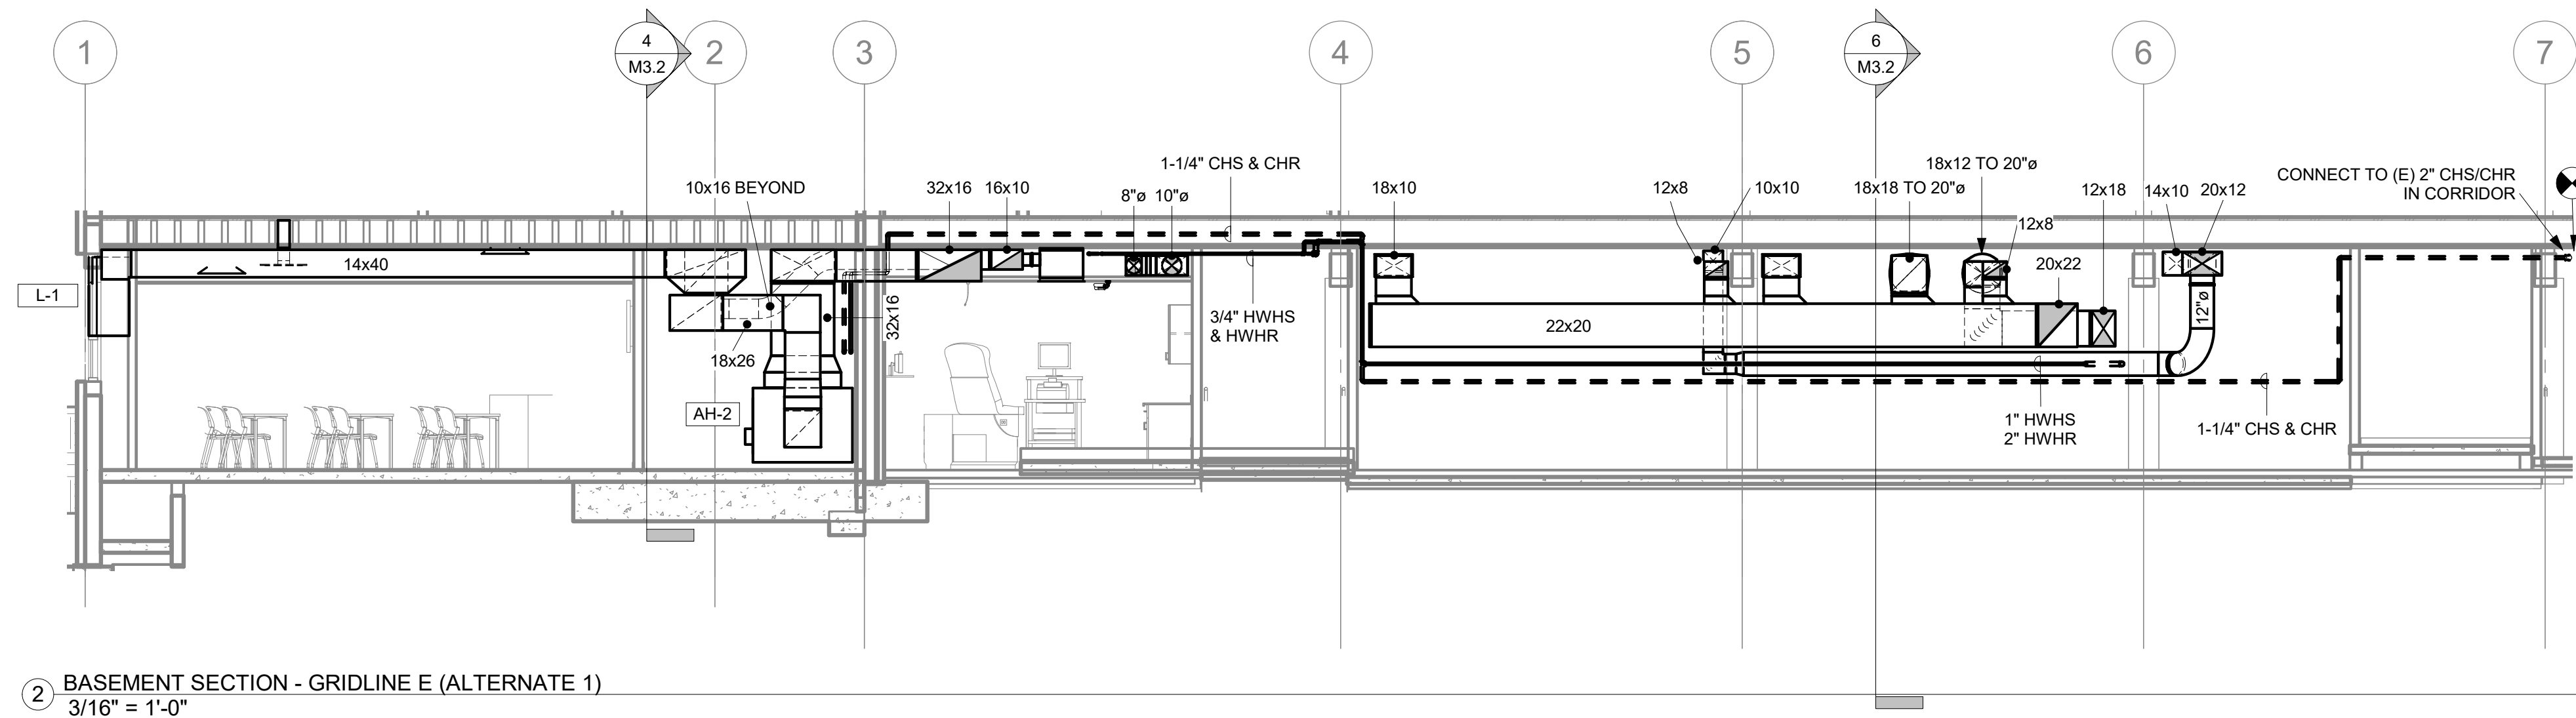 1
4
M3.2
2
3
4
5
6
M3.2
6
7
1-1/4" CHS & CHR
18x12 TO 20"ø
CONNECT TO (E) 2" CHS/CHR
IN CORRIDOR
10x16 BEYOND
32x16
16x10
8"ø
10"ø
18x10
12x8
10x10
18x18 TO 20"ø
12x18
14x10
20x12
12x8
14x40
20x22
L-1
32x16
3/4" HWHS
& HWHR
22x20
12"ø
18x26
AH-2
1" HWHS
2" HWHR
1-1/4" CHS & CHR
2
BASEMENT SECTION - GRIDLINE E (ALTERNATE 1)
3/16" = 1'-0"